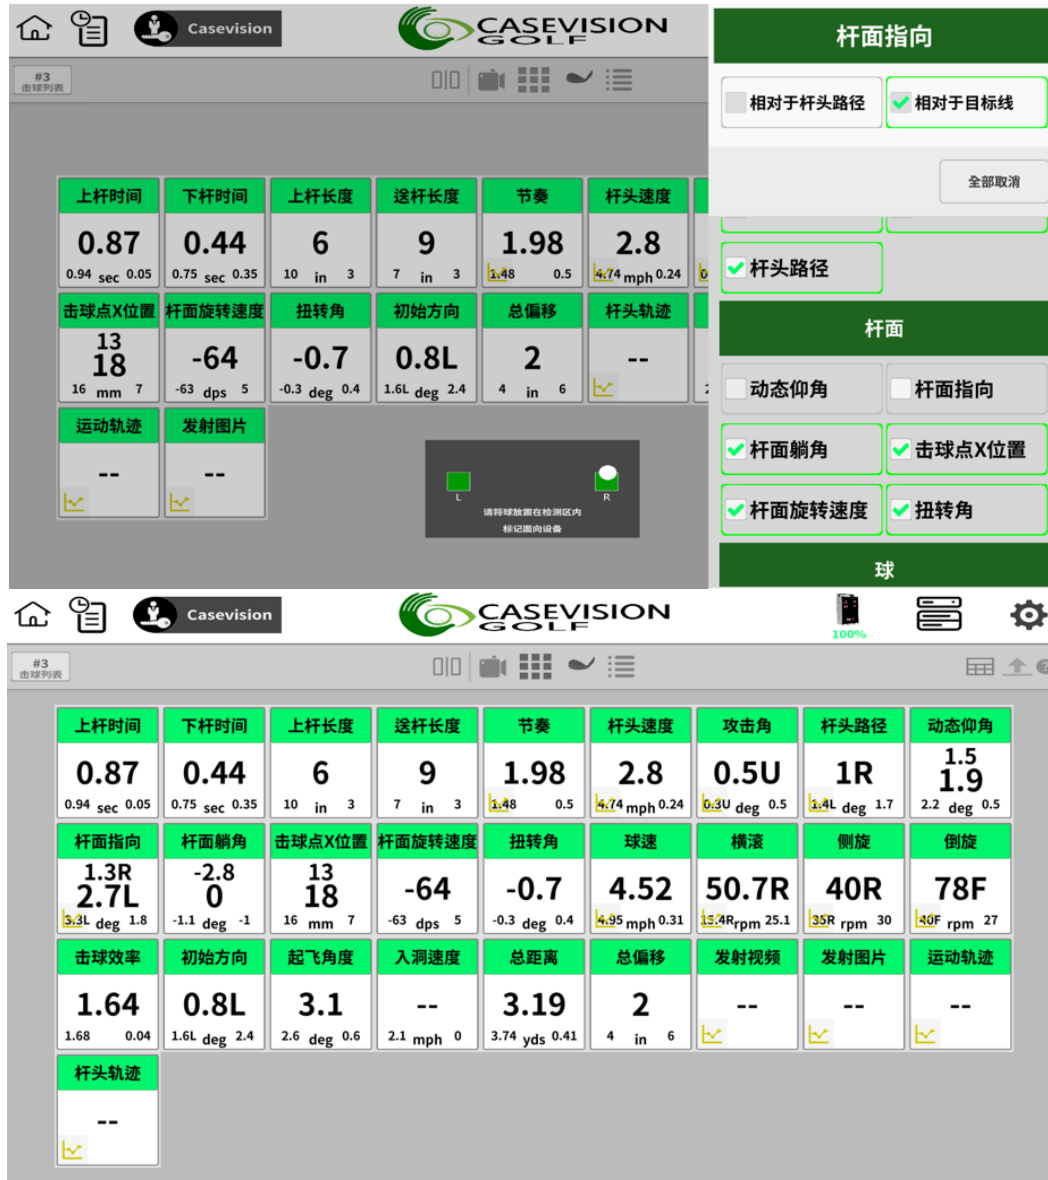 Casevision
CASEVISION
GOLF
杆面指向
#3
击球列表
相对于杆头路径 相对于目标线
全部取消
上杆时间 下杆时间 上杆长度 送杆长度 节奏 杆头速度
0.87 0.44 6 9 1.98 2.8
0.94 sec 0.05 0.75 sec 0.35 10 in 3 7 in 3 1.48 0.5 4.74 mph 0.24
杆头路径
击球点X位置 杆面旋转速度 扭转角 初始方向 总偏移 杆头轨迹
杆面
13
18 -64 -0.7 0.8L 2 --
16 mm 7 -63 dps 5 -0.3 deg 0.4 1.6L deg 2.4 4 in 6
动态仰角 杆面指向
运动轨迹 发射图片
-- --
杆面躺角 击球点X位置
L R
请将球放置在检测区内
标记面向设备
杆面旋转速度 扭转角
球
Casevision
CASEVISION
GOLF
100%
#3
击球列表
上杆时间 下杆时间 上杆长度 送杆长度 节奏 杆头速度 攻击角 杆头路径 动态仰角
1.5
0.87 0.44 6 9 1.98 2.8 0.5U 1R 1.9
0.94 sec 0.05 0.75 sec 0.35 10 in 3 7 in 3 1.48 0.5 4.74 mph 0.24 0.3U deg 0.5 1.4L deg 1.7 2.2 deg 0.5
杆面指向 杆面躺角 击球点X位置 杆面旋转速度 扭转角 球速 横滚 侧旋 倒旋
1.3R -2.8 13
2.7L 0 18 -64 -0.7 4.52 50.7R 40R 78F
3.3L deg 1.8 -1.1 deg -1 16 mm 7 -63 dps 5 -0.3 deg 0.4 4.95 mph 0.31 15.4R rpm 25.1 35R rpm 30 40F rpm 27
击球效率 初始方向 起飞角度 入洞速度 总距离 总偏移 发射视频 发射图片 运动轨迹
1.64 0.8L 3.1 -- 3.19 2 -- -- --
1.68 0.04 1.6L deg 2.4 2.6 deg 0.6 2.1 mph 0 3.74 yds 0.41 4 in 6
杆头轨迹
--